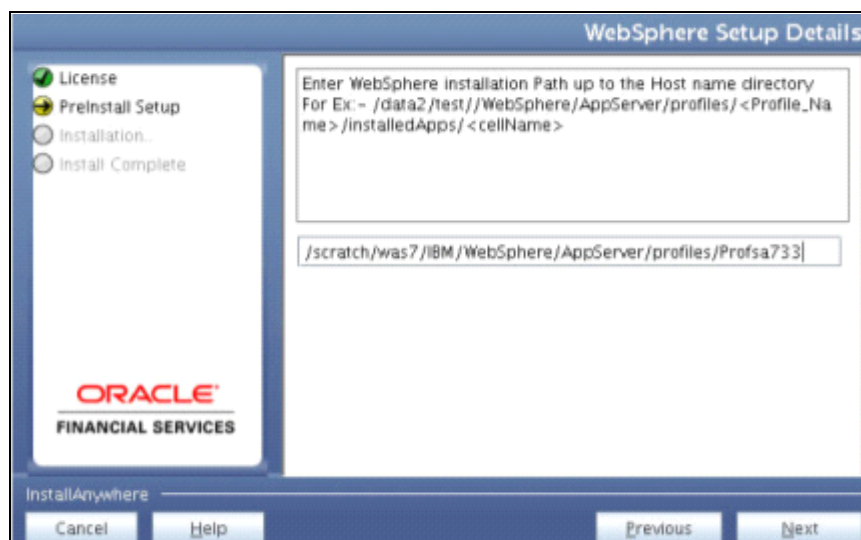 WebSphere Setup Details
License
PreInstall Setup
Installation..
Install Complete
Enter WebSphere installation Path up to the Host name directory
For Ex:- /data2/test//WebSphere/AppServer/profiles/<Profile_Na
me>/installedApps/<cellName>
/scratch/was7/IBM/WebSphere/AppServer/profiles/Profsa733
ORACLE
FINANCIAL SERVICES
InstallAnywhere
Cancel Help Previous Next